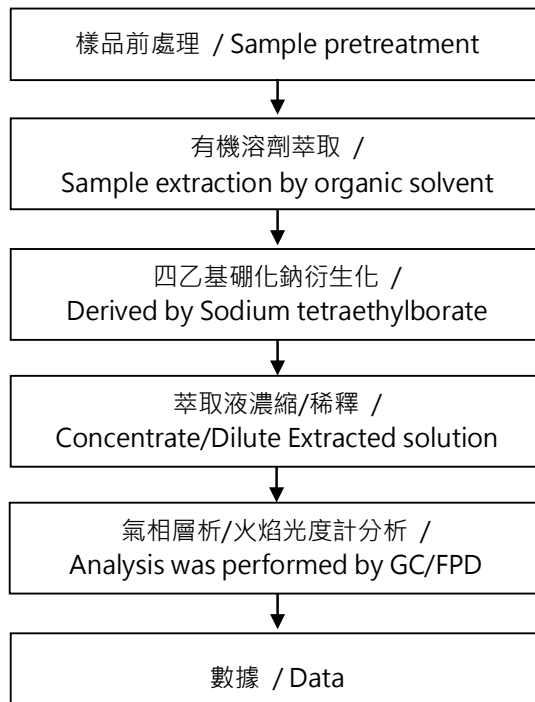 樣品前處理 / Sample pretreatment
有機溶劑萃取 /
Sample extraction by organic solvent
四乙基硼化鈉衍生化 /
Derived by Sodium tetraethylborate
萃取液濃縮/稀釋 /
Concentrate/Dilute Extracted solution
氣相層析/火焰光度計分析 /
Analysis was performed by GC/FPD
數據 / Data